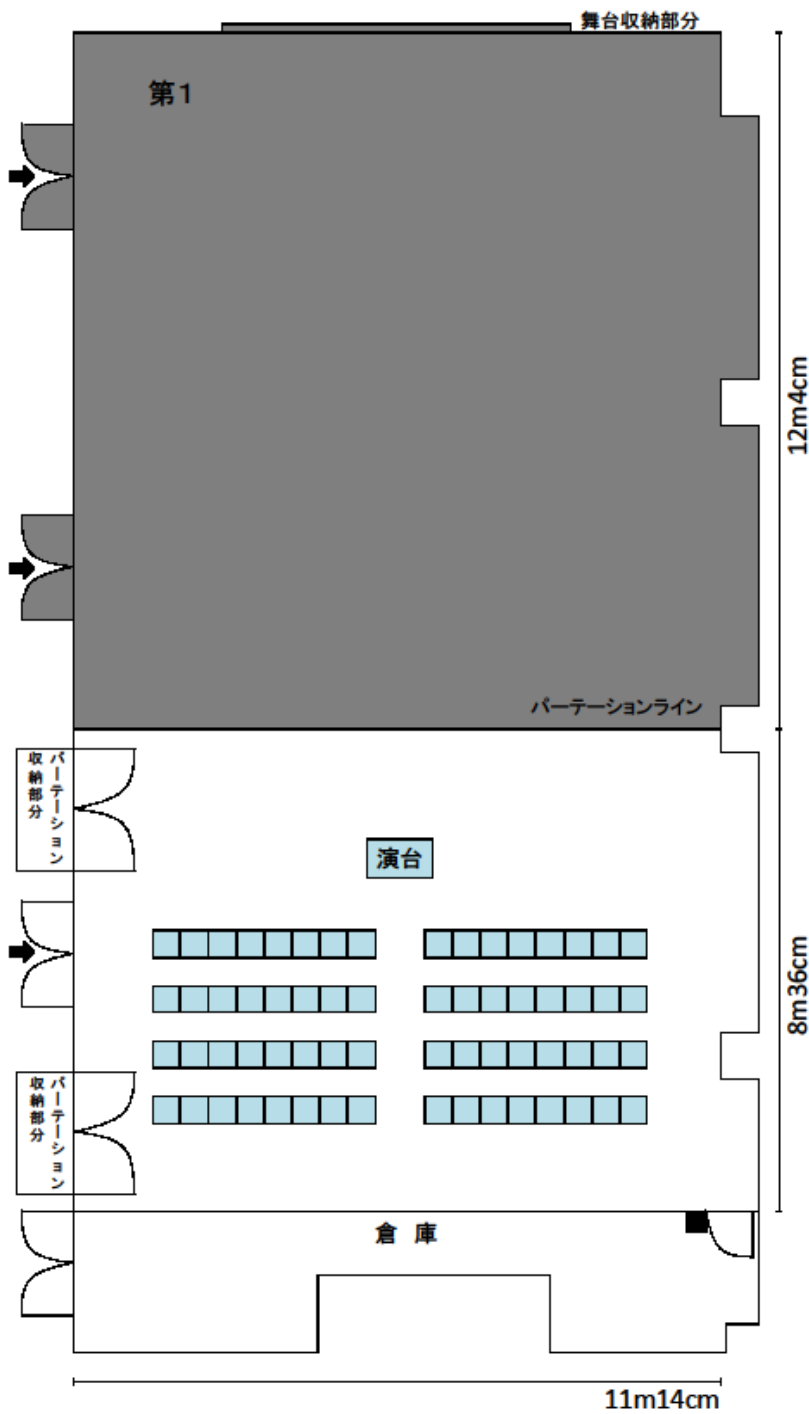 舞台収納部分
第１
12m4cm
パーテーションライン
パーテーション
収納部分
演台
8m36cm
パーテーション
収納部分
倉 庫
11m14cm